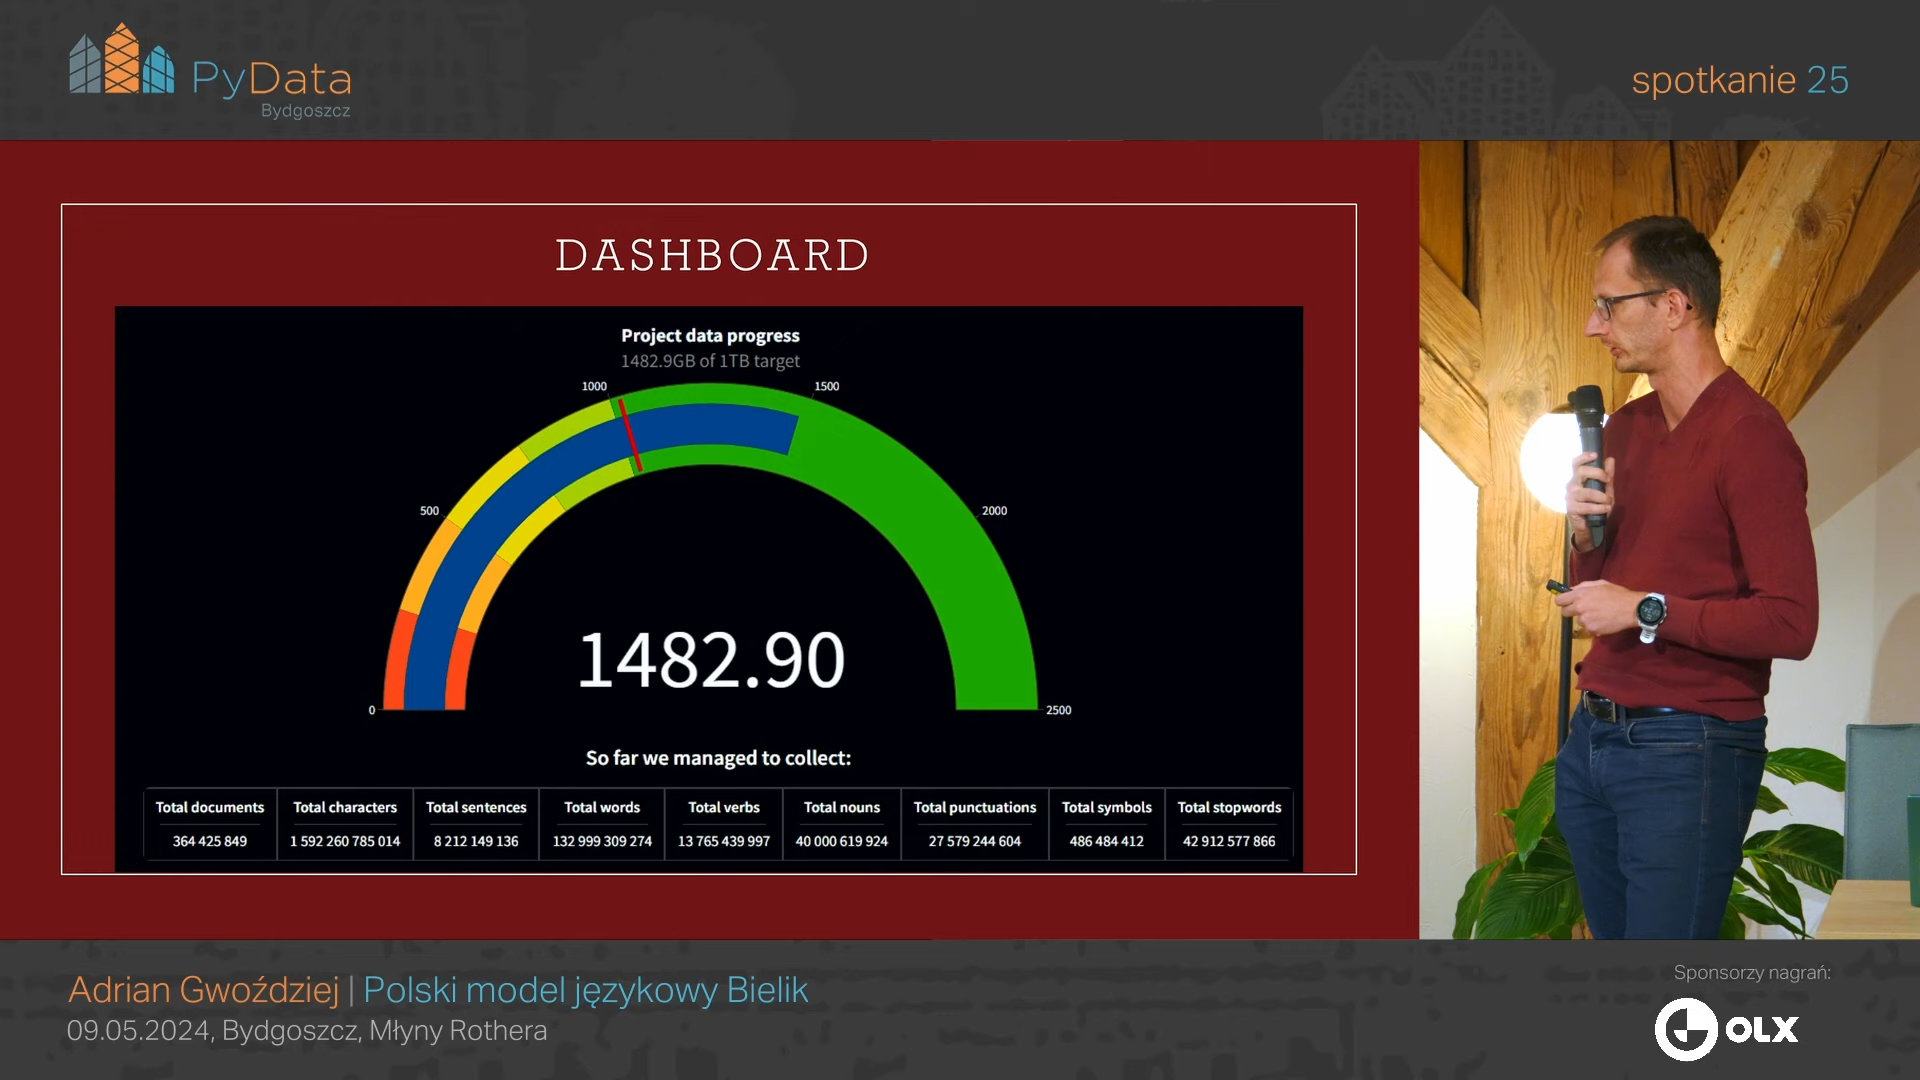 PyData
Bydgoszcz
spotkanie 25
DASHBOARD
Project data progress
1482.9GB of 1TB target
1000
1500
500
2000
1482.90
0
2500
So far we managed to collect:
Total documents Total characters Total sentences Total words Total verbs Total nouns Total punctuations Total symbols Total stopwords
364 425 849 1 592 260 785 014 8 212 149 136 132 999 309 274 13 765 439 997 40 000 619 924 27 579 244 604 486 484 412 42 912 577 866
Adrian Gwoździej | Polski model językowy Bielik
09.05.2024, Bydgoszcz, Młyny Rothera
Sponsorzy nagrań:
OLX